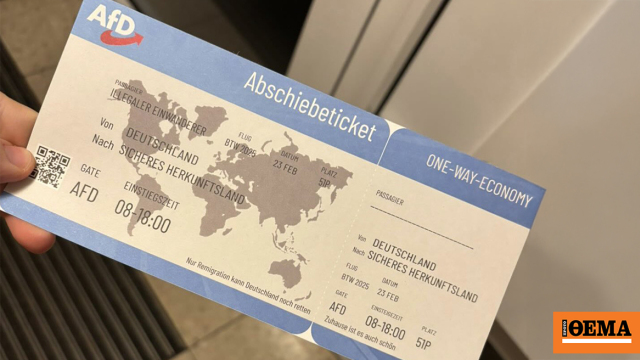 AfD
Abschiebeticket
PASSAGIER
ILLEGALER EINWANDERER
Von DEUTSCHLAND
Nach SICHERES HERKUNFTSLAND
FLUG
BTW 2025
DATUM
23 FEB
PLATZ
51P
GATE
AFD
EINSTIEGSZEIT
08-18:00
Nur Remigration kann Deutschland noch retten
ONE-WAY-ECONOMY
PASSAGIER
Von DEUTSCHLAND
Nach SICHERES HERKUNFTSLAND
FLUG
BTW 2025
DATUM
23 FEB
GATE
AFD
EINSTIEGSZEIT
08-18:00
PLATZ
51P
Zuhause ist es auch schön
ΘΕΜΑ